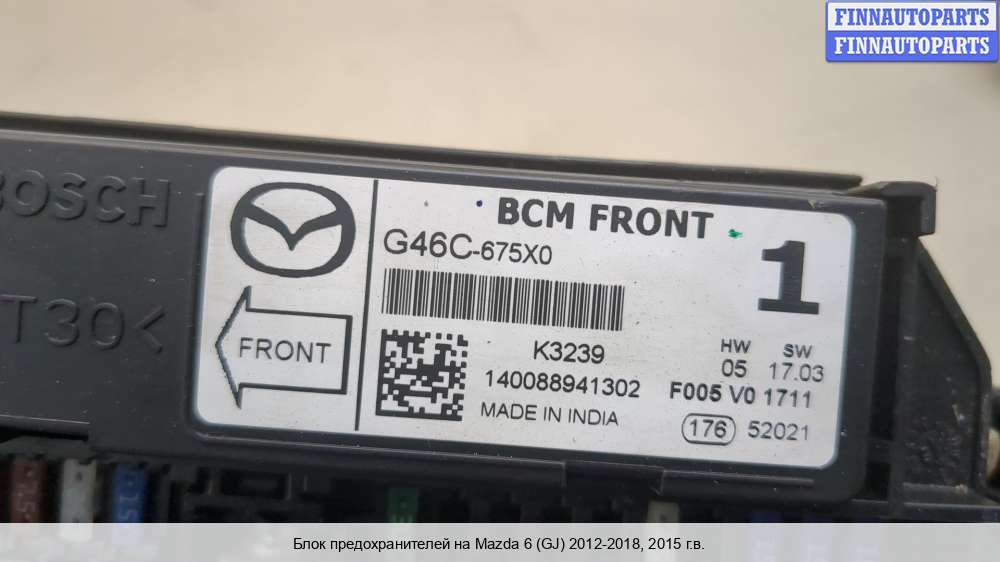 FINNAUTOPARTS
FINNAUTOPARTS
BOSCH
T30<
BCM FRONT
G46C-675X0
1
FRONT
K3239
140088941302
MADE IN INDIA
HW SW
05 17.03
F005 V0 1711
176 52021
Блок предохранителей на Mazda 6 (GJ) 2012-2018, 2015 г.в.